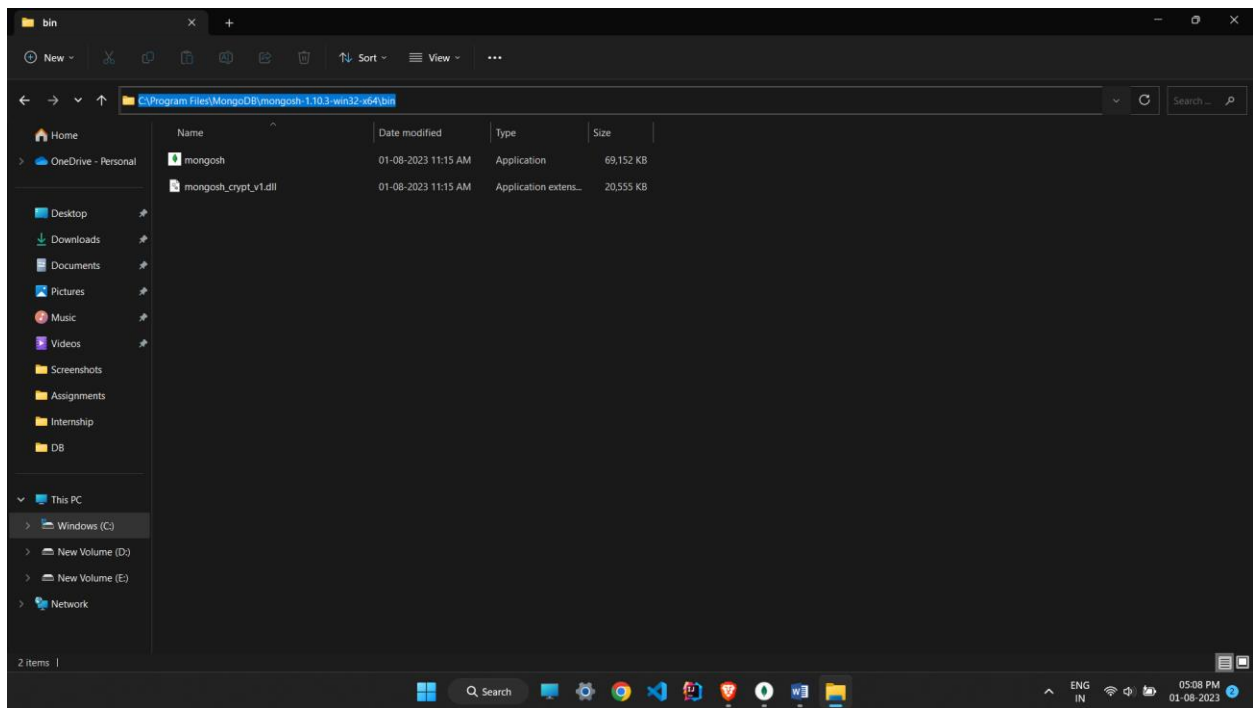 bin
New
Sort
View
C:\Program Files\MongoDB\mongosh-1.10.3-win32-x64\bin
Search ...
Home
OneDrive - Personal
Desktop
Downloads
Documents
Pictures
Music
Videos
Screenshots
Assignments
Internship
DB
This PC
Windows (C:)
New Volume (D:)
New Volume (E:)
Network
Name Date modified Type Size
mongosh 01-08-2023 11:15 AM Application 69,152 KB
mongosh_crypt_v1.dll 01-08-2023 11:15 AM Application extens... 20,555 KB
2 items
Search
ENG
IN
05:08 PM
01-08-2023
2